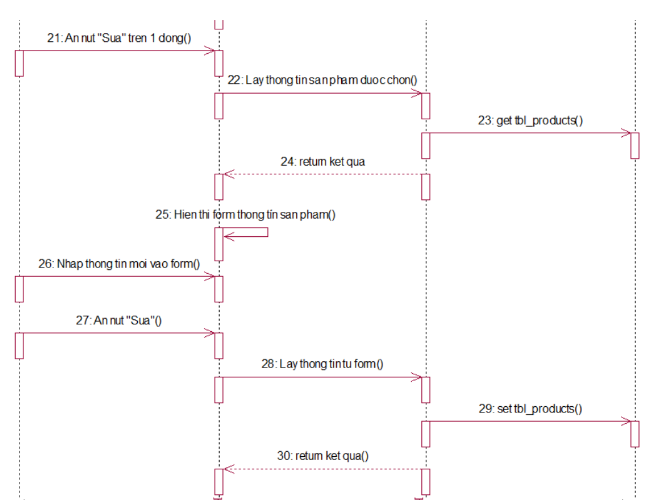 21: An nut "Sua" tren 1 dong()
22: Lay thong tin san pham duoc chon()
23: get tbl_products()
24: return ket qua
25: Hien thi form thong tin san pham()
26: Nhap thong tin moi vao form()
27: An nut "Sua"()
28: Lay thong tin tu form()
29: set tbl_products()
30: return ket qua()